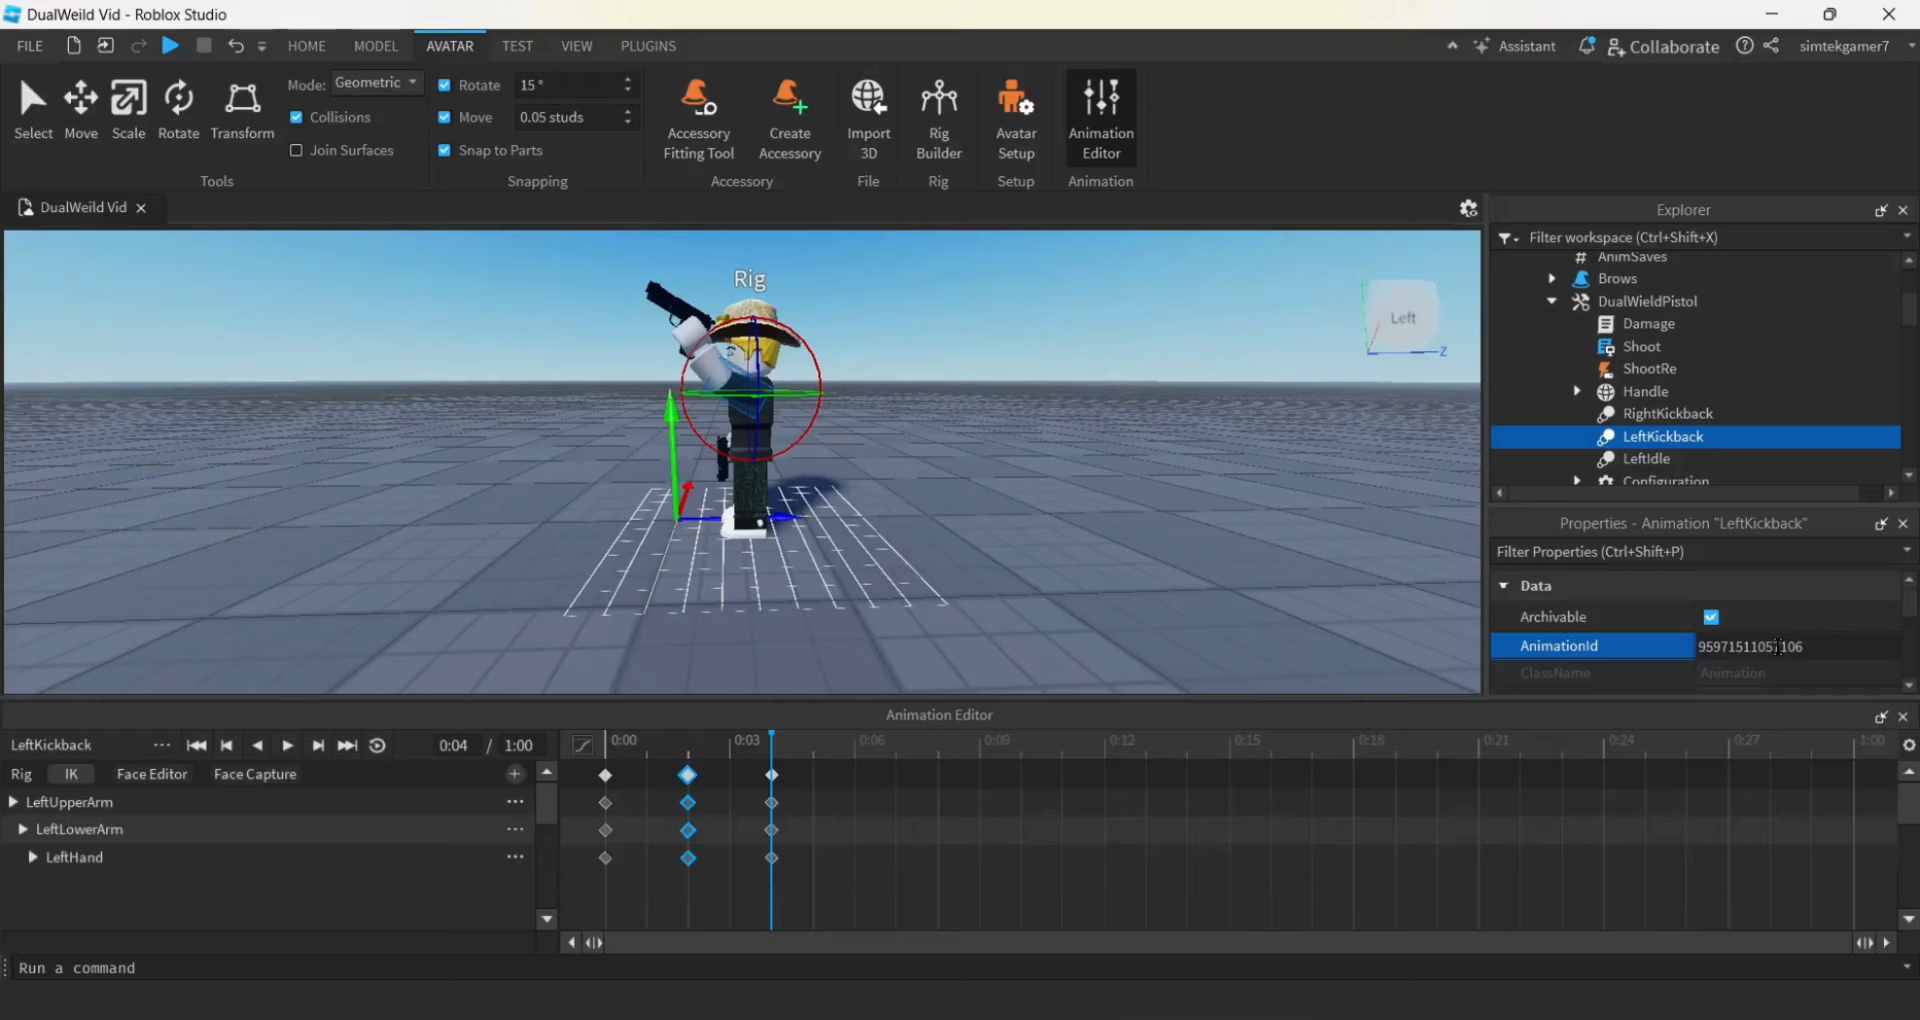 DualWeild Vid - Roblox Studio
FILE HOME MODEL AVATAR TEST VIEW PLUGINS Assistant Collaborate simtekgamer7
Select Move Scale Rotate Transform
Mode: Geometric
Collisions
Join Surfaces
Tools
Rotate 15 °
Move 0.05 studs
Snap to Parts
Snapping
Accessory Fitting Tool
Create Accessory
Accessory
Import 3D
File
Rig Builder
Rig
Avatar Setup
Setup
Animation Editor
Animation
DualWeild Vid
Rig
Left
Z
Explorer
Filter workspace (Ctrl+Shift+X)
AnimSaves
Brows
DualWieldPistol
Damage
Shoot
ShootRe
Handle
RightKickback
LeftKickback
LeftIdle
Configuration
Properties - Animation "LeftKickback"
Filter Properties (Ctrl+Shift+P)
Data
Archivable
AnimationId
ClassName Animation
Animation Editor
LeftKickback 0:04 / 1:00
0:00 0:03 0:06 0:09 0:12 0:15 0:18 0:21 0:24 0:27 1:00
Rig IK Face Editor Face Capture
LeftUpperArm
LeftLowerArm
LeftHand
Run a command